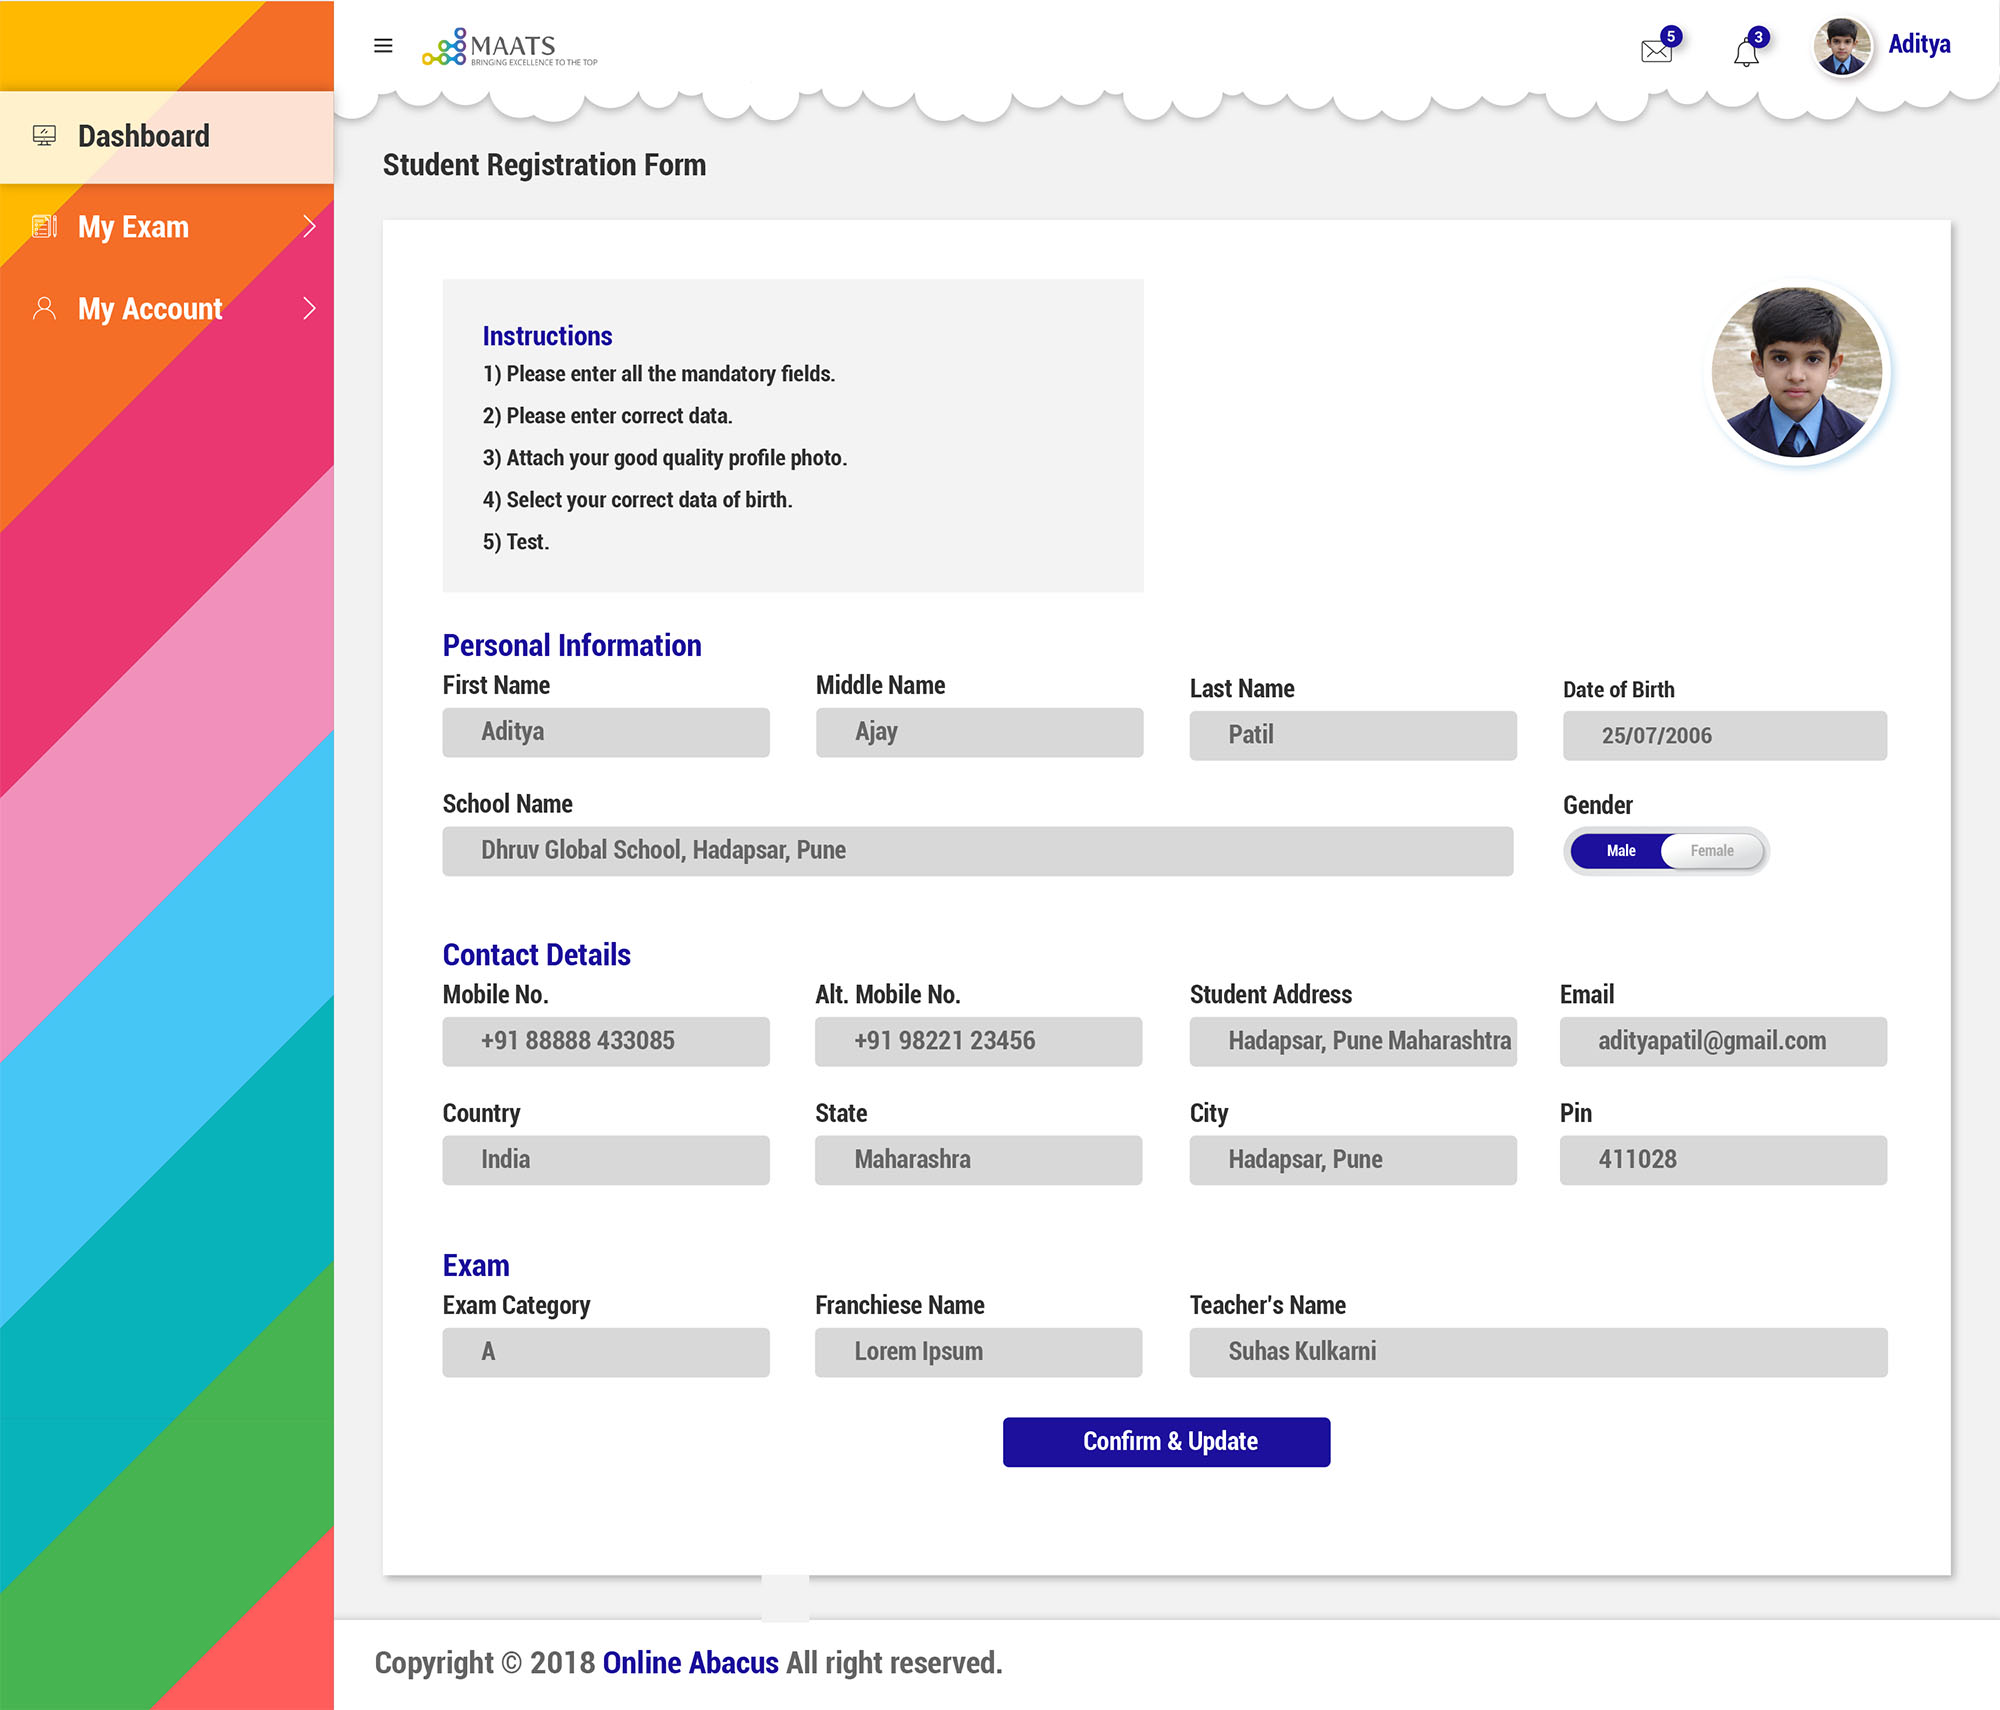 MAATS
BRINGING EXCELLENCE TO THE TOP
5
3
Aditya
Dashboard
My Exam
My Account
Student Registration Form
Instructions
1) Please enter all the mandatory fields.
2) Please enter correct data.
3) Attach your good quality profile photo.
4) Select your correct data of birth.
5) Test.
Personal Information
First Name
Middle Name
Last Name
Date of Birth
Aditya
Ajay
Patil
25/07/2006
School Name
Gender
Dhruv Global School, Hadapsar, Pune
Male
Female
Contact Details
Mobile No.
Alt. Mobile No.
Student Address
Email
+91 88888 433085
+91 98221 23456
Hadapsar, Pune Maharashtra
adityapatil@gmail.com
Country
State
City
Pin
India
Maharashra
Hadapsar, Pune
411028
Exam
Exam Category
Franchiese Name
Teacher's Name
A
Lorem Ipsum
Suhas Kulkarni
Confirm & Update
Copyright © 2018 Online Abacus All right reserved.